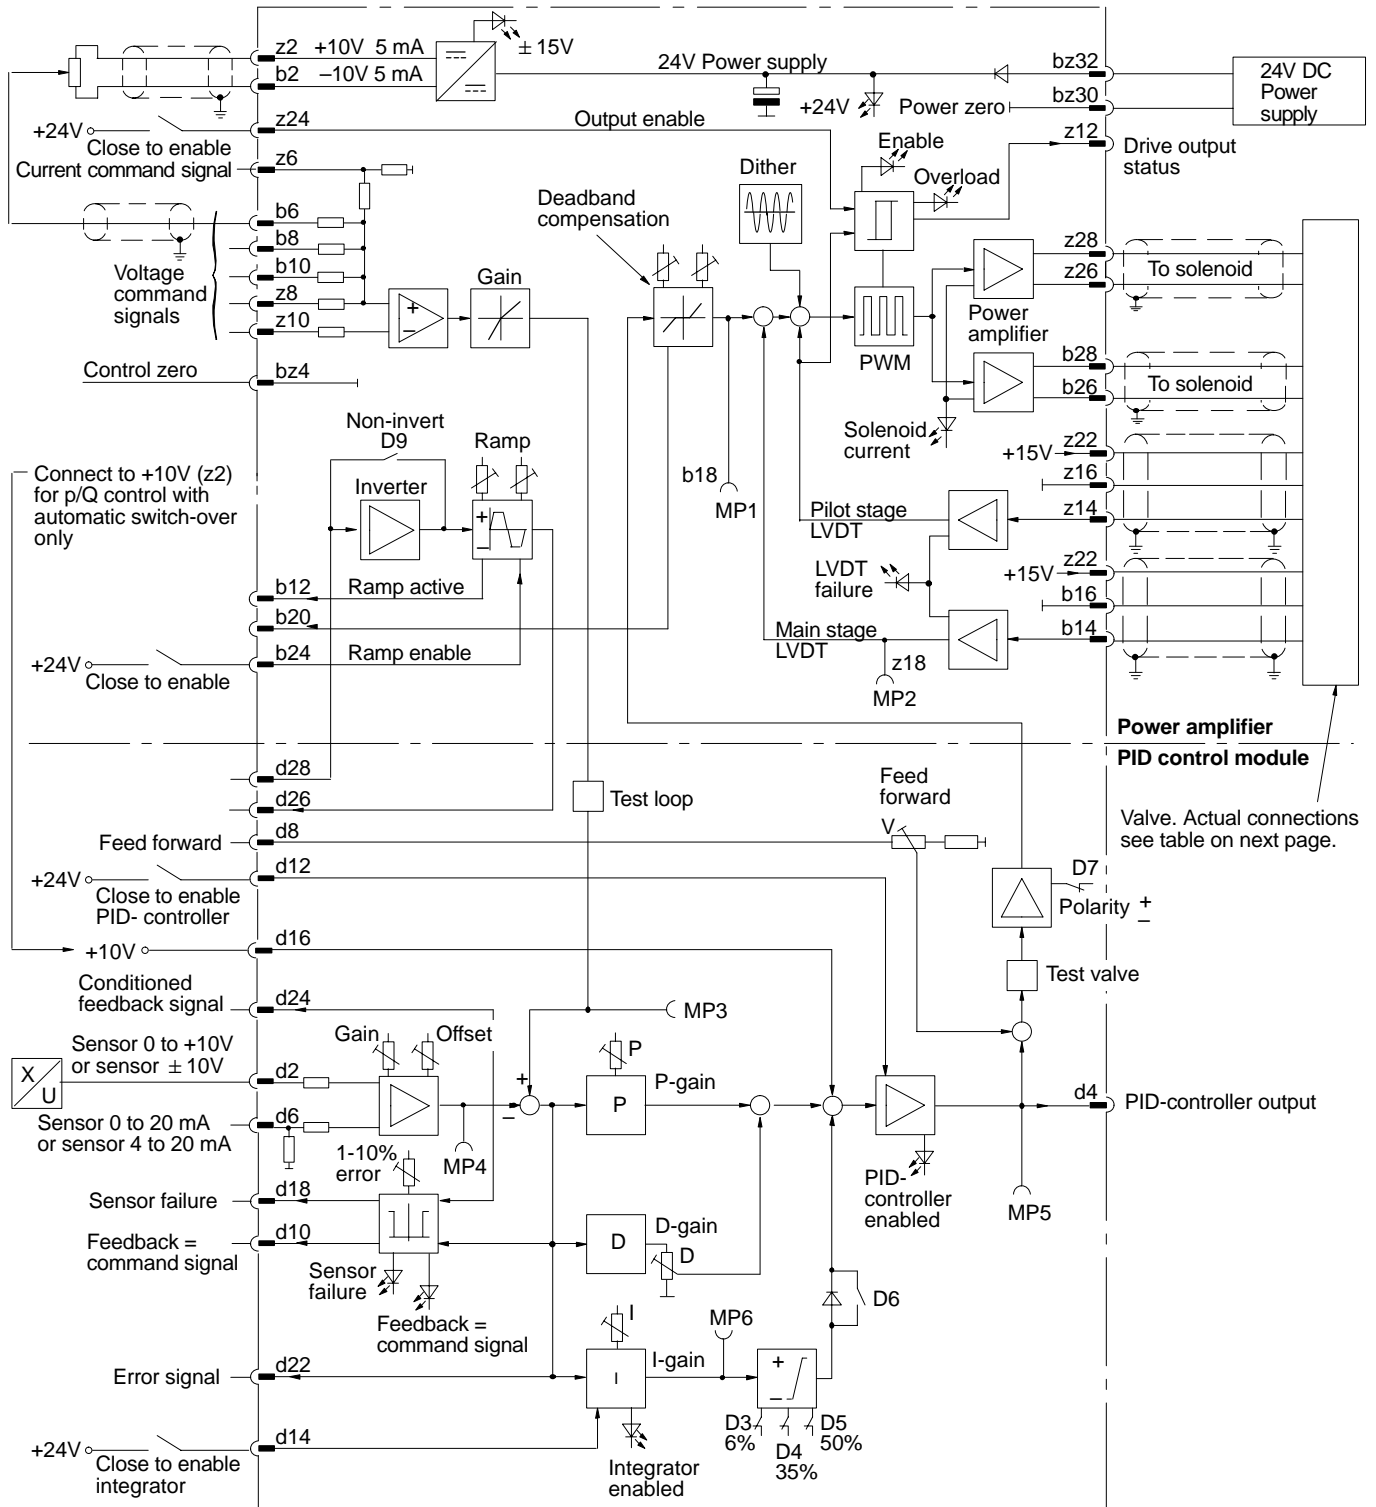 z2 +10V 5 mA
± 15V
b2 –10V 5 mA
24V Power supply
bz32
24V DC
Power
supply
+24V
Power zero
bz30
+24V
z24
Output enable
z12
Close to enable
Drive output
status
Current command signal
z6
Enable
Dither
Overload
Deadband
compensation
b6
b8
b10
z8
z10
Voltage
command
signals
Gain
+
–
z28
To solenoid
z26
Power
amplifier
PWM
b28
To solenoid
b26
Control zero
bz4
Solenoid
current
Non-invert
D9
Ramp
+15V
z22
z16
z14
Connect to +10V (z2)
for p/Q control with
automatic switch-over
only
Inverter
+
–
b18
MP1
Pilot stage
LVDT
LVDT
failure
+15V
z22
b16
b14
b12
Ramp active
b20
Main stage
LVDT
z18
MP2
+24V
b24
Ramp enable
Close to enable
Power amplifier
PID control module
d28
d26
Test loop
Feed
forward
V
Valve. Actual connections
see table on next page.
Feed forward
d8
+24V
d12
Close to enable
PID- controller
D7
Polarity +
–
+10V
d16
Test valve
Conditioned
feedback signal
d24
MP3
Sensor 0 to +10V
or sensor ± 10V
Gain
Offset
P
X
U
d2
+
–
P-gain
P
d4
PID-controller output
Sensor 0 to 20 mA
or sensor 4 to 20 mA
d6
1-10%
error
MP4
PID-
controller
enabled
MP5
Sensor failure
d18
Feedback =
command signal
d10
D-gain
D
D
Sensor
failure
Feedback =
command signal
D6
MP6
I
I-gain
I
+
–
Error signal
d22
D3
6%
D4
35%
D5
50%
+24V
d14
Close to enable
integrator
Integrator
enabled